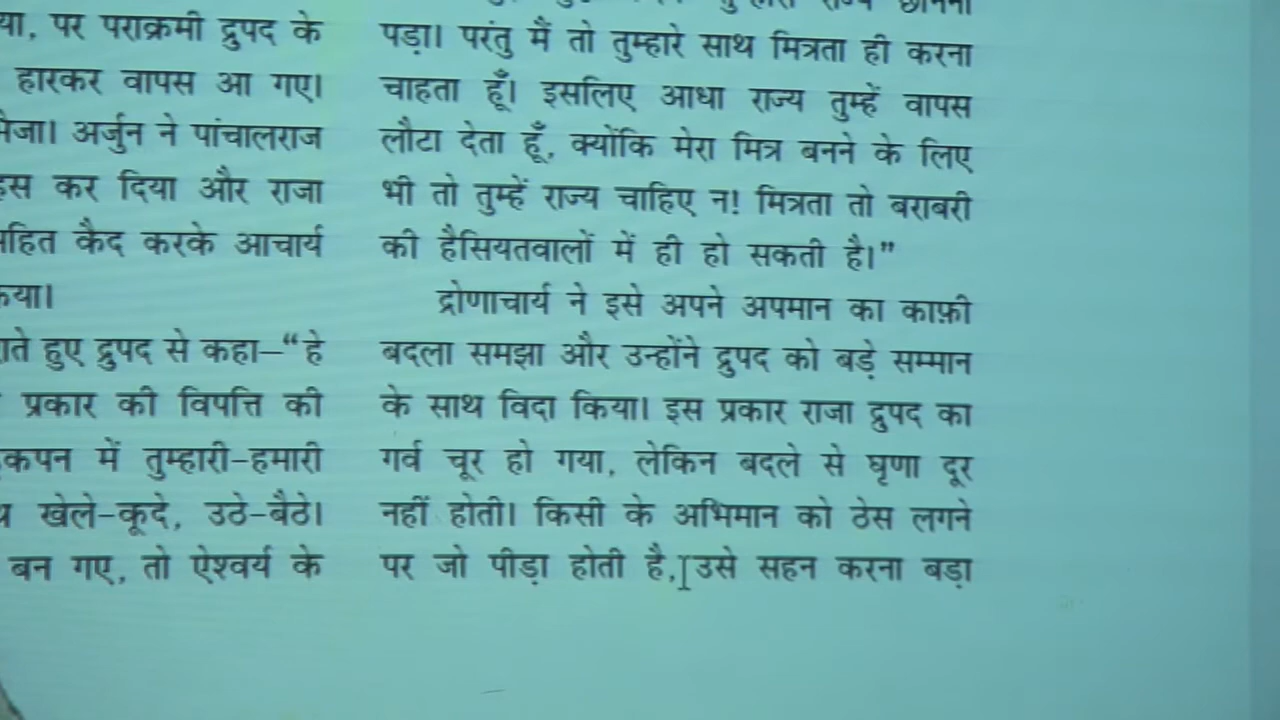 पर पराक्रमी द्रुपद के
हारकर वापस आ गए।
अर्जुन ने पांचालराज
कर दिया और राजा
कैद करके आचार्य
हुए द्रुपद से कहा—“हे
प्रकार की विपत्ति की
में तुम्हारी-हमारी
खेले-कूदे, उठे-बैठे।
बन गए, तो ऐश्वर्य के
पड़ा। परंतु मैं तो तुम्हारे साथ मित्रता ही करना
चाहता हूँ। इसलिए आधा राज्य तुम्हें वापस
लौटा देता हूँ, क्योंकि मेरा मित्र बनने के लिए
भी तो तुम्हें राज्य चाहिए न! मित्रता तो बराबरी
की हैसियतवालों में ही हो सकती है।”
द्रोणाचार्य ने इसे अपने अपमान का काफ़ी
बदला समझा और उन्होंने द्रुपद को बड़े सम्मान
के साथ विदा किया। इस प्रकार राजा द्रुपद का
गर्व चूर हो गया, लेकिन बदले से घृणा दूर
नहीं होती। किसी के अभिमान को ठेस लगने
पर जो पीड़ा होती है, उसे सहन करना बड़ा